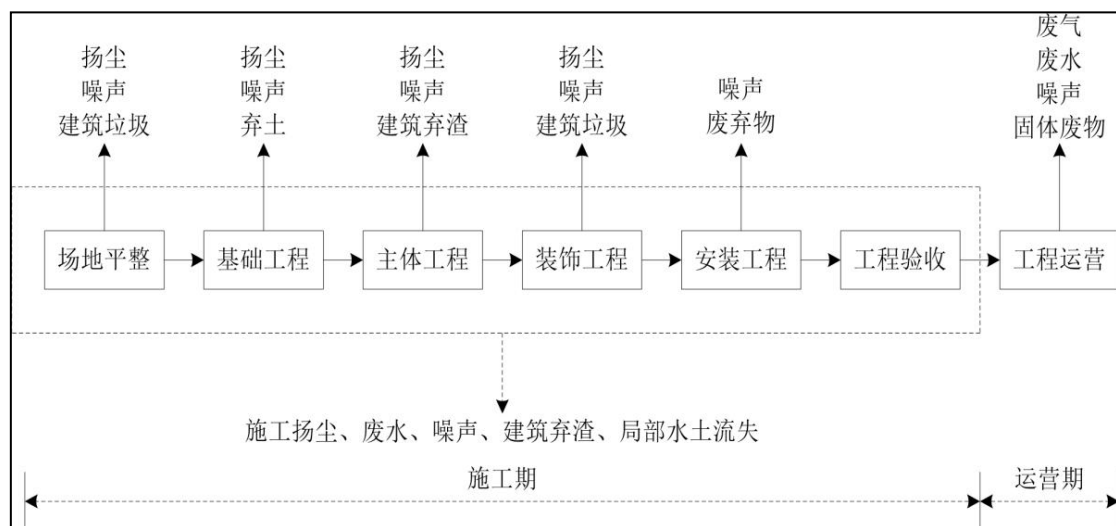 扬尘
噪声
建筑垃圾
扬尘
噪声
弃土
扬尘
噪声
建筑弃渣
扬尘
噪声
建筑垃圾
噪声
废弃物
废气
废水
噪声
固体废物
场地平整
基础工程
主体工程
装饰工程
安装工程
工程验收
工程运营
施工扬尘、废水、噪声、建筑弃渣、局部水土流失
施工期
运营期